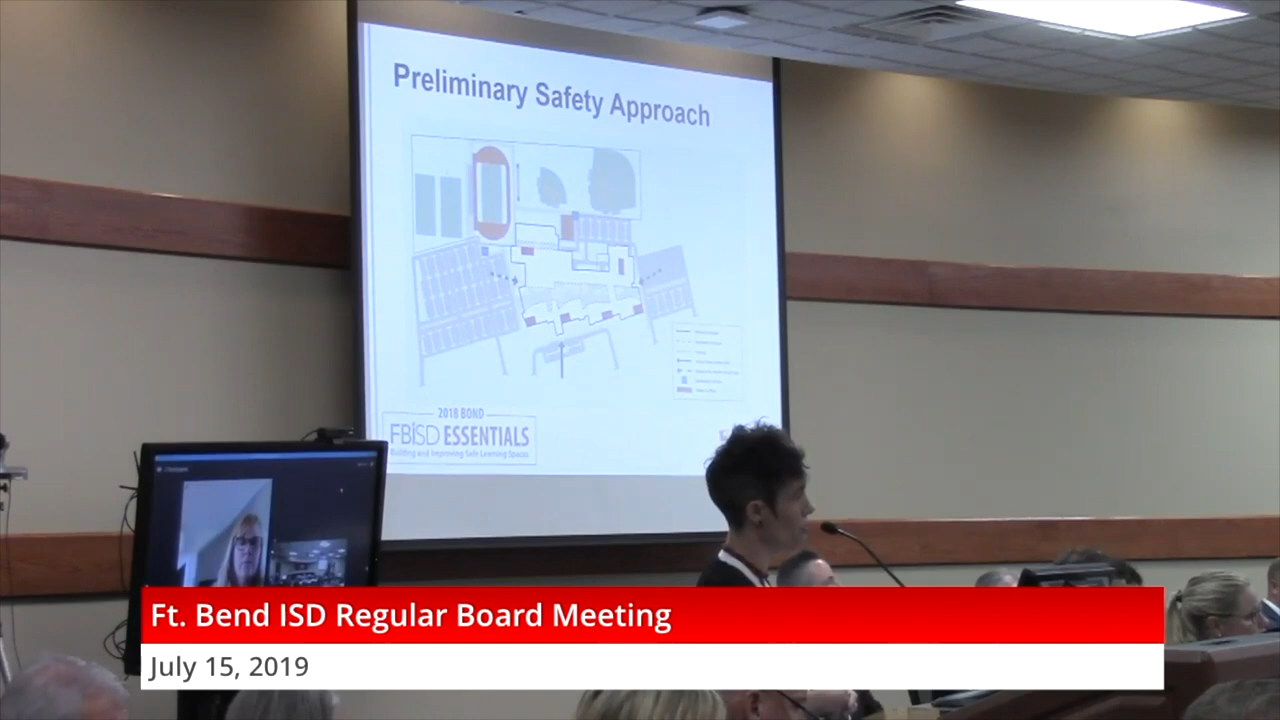 Preliminary Safety Approach
2018 BOND
FBISD ESSENTIALS
Building and Improving Safe Learning Spaces
Ft. Bend ISD Regular Board Meeting
July 15, 2019